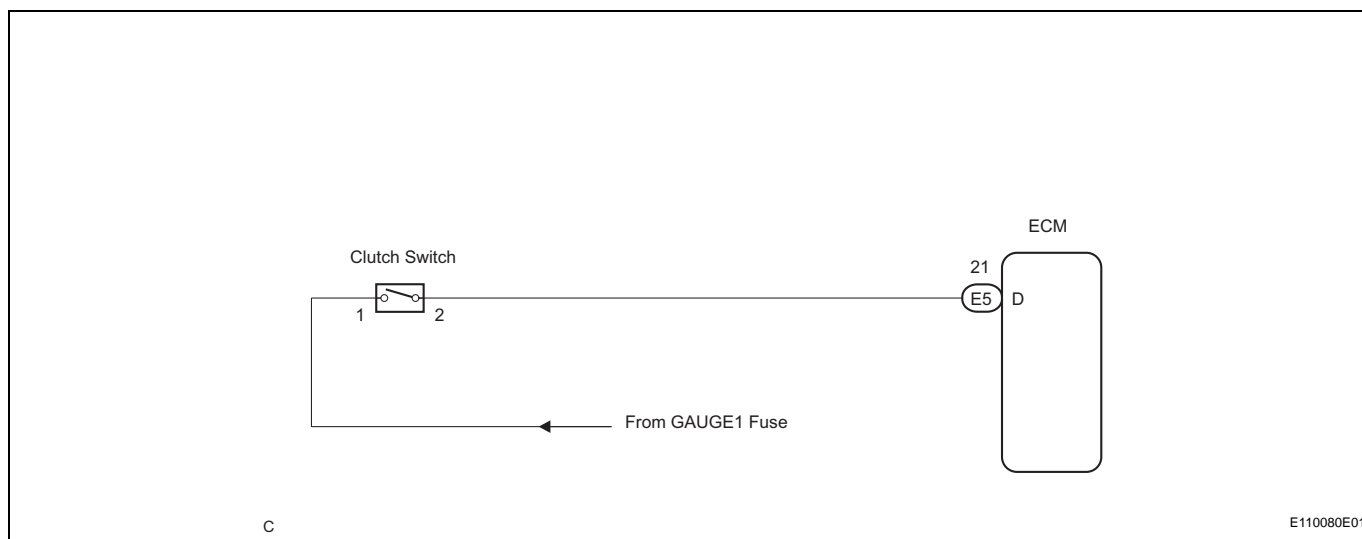 ECM
Clutch Switch
21
E5 D
1 2
From GAUGE1 Fuse
C
E110080E01